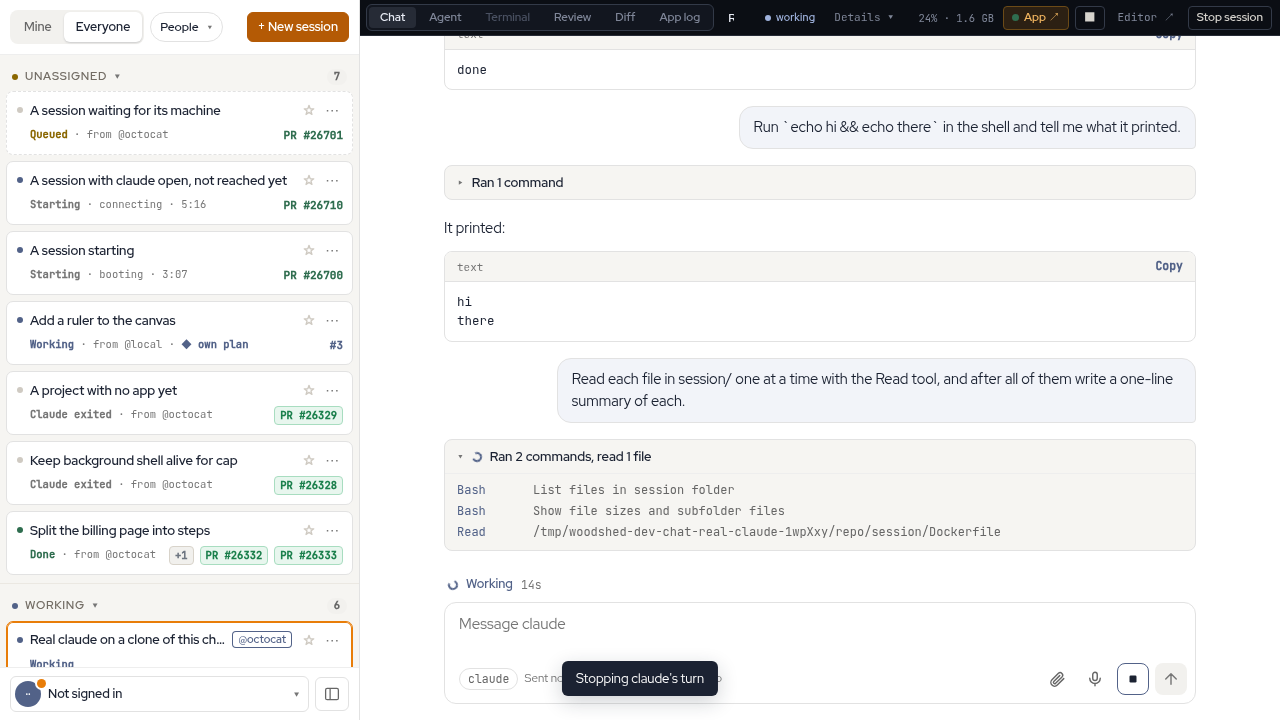 Mine
Everyone
People ▾
+ New session
UNASSIGNED ▾
7
A session waiting for its machine
Queued · from @octocat
PR #26701
A session with claude open, not reached yet
Starting · connecting · 5:16
PR #26710
A session starting
Starting · booting · 3:07
PR #26700
Add a ruler to the canvas
Working · from @local · ◆ own plan
#3
A project with no app yet
Claude exited · from @octocat
PR #26329
Keep background shell alive for cap
Claude exited · from @octocat
PR #26328
Split the billing page into steps
Done · from @octocat
+1
PR #26332
PR #26333
WORKING ▾
6
Real claude on a clone of this ch…
@octocat
Working
Not signed in
Chat
Agent
Terminal
Review
Diff
App log
working
Details ▾
24% · 1.6 GB
App ↗
Editor ↗
Stop session
text
Copy
done
Run `echo hi && echo there` in the shell and tell me what it printed.
Ran 1 command
It printed:
text
Copy
hi
there
Read each file in session/ one at a time with the Read tool, and after all of them write a one-line
summary of each.
Ran 2 commands, read 1 file
Bash List files in session folder
Bash Show file sizes and subfolder files
Read /tmp/woodshed-dev-chat-real-claude-1wpXxy/repo/session/Dockerfile
Working 14s
Message claude
claude
Sent
Stopping claude's turn